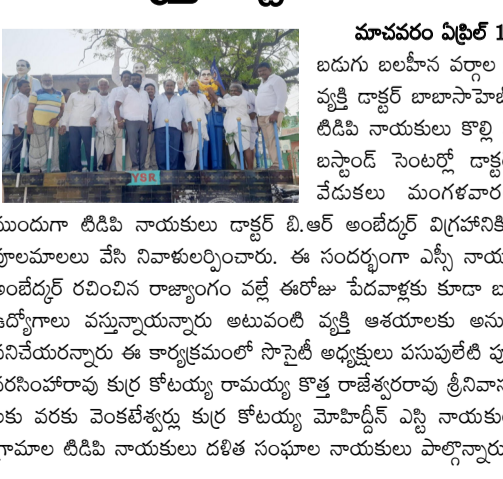 మాచవరం ఏప్రిల్ 1
బడుగు బలహీన వర్గాల
వ్యక్తి డాక్టర్ బాబాసాహె
టిడిపి నాయకులు కొల్లి
బస్టాండ్ సెంటర్లో డాక్ట
వేడుకలు మంగళవార
YSR
ముందుగా టిడిపి నాయకులు డాక్టర్ బి.ఆర్ అంబేద్కర్ విగ్రహానికి
పూలమాలలు వేసి నివాళులర్పించారు. ఈ సందర్భంగా ఎస్సీ నాయ
అంబేద్కర్ రచించిన రాజ్యాంగం వల్లే ఈరోజు పేదవాళ్లకు కూడా బ
ఉద్యోగాలు వస్తున్నాయన్నారు అటువంటి వ్యక్తి ఆశయాలకు అను
పనిచేయరన్నారు ఈ కార్యక్రమంలో సొసైటీ అధ్యక్షులు పసుపులేటి పు
నరసింహారావు కుర్ర కోటయ్య రామయ్య కొత్త రాజేశ్వరరావు శ్రీనివాస
లకు వరకు వెంకటేశ్వర్లు కుర్ర కోటయ్య మోహిద్దీన్ ఎస్టి నాయకు
గ్రామాల టిడిపి నాయకులు దళిత సంఘాల నాయకులు పాల్గొన్నారు